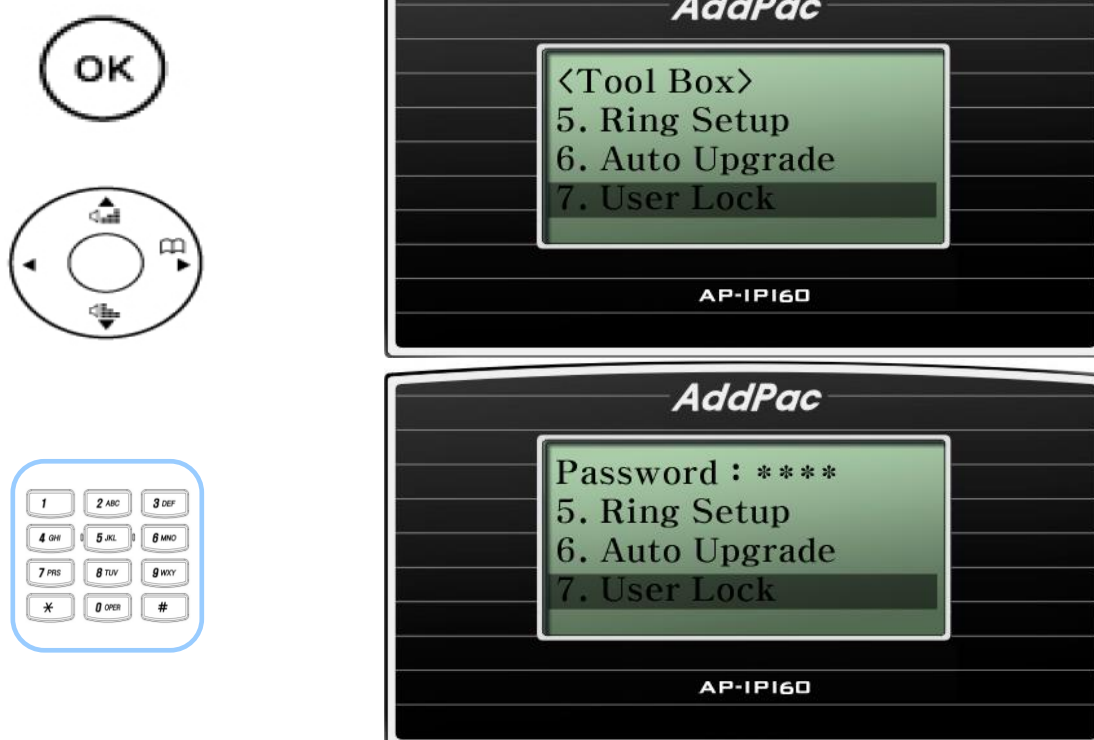 OK
AddPac
<Tool Box>
5. Ring Setup
6. Auto Upgrade
7. User Lock
AP-IP160
AddPac
Password : ****
5. Ring Setup
6. Auto Upgrade
7. User Lock
AP-IP160
1 2 ABC 3 DEF
4 GHI 5 JKL 6 MNO
7 PRS 8 TUV 9 WXY
* 0 OPER #